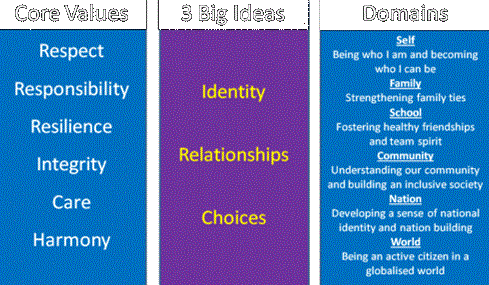 Core Values
Respect
Responsibility
Resilience
Integrity
Care
Harmony
3 Big Ideas
Identity
Relationships
Choices
Domains
Self
Being who I am and becoming
who I can be
Family
Strengthening family ties
School
Fostering healthy friendships
and team spirit
Community
Understanding our community
and building an inclusive society
Nation
Developing a sense of national
identity and nation building
World
Being an active citizen in a
globalised world